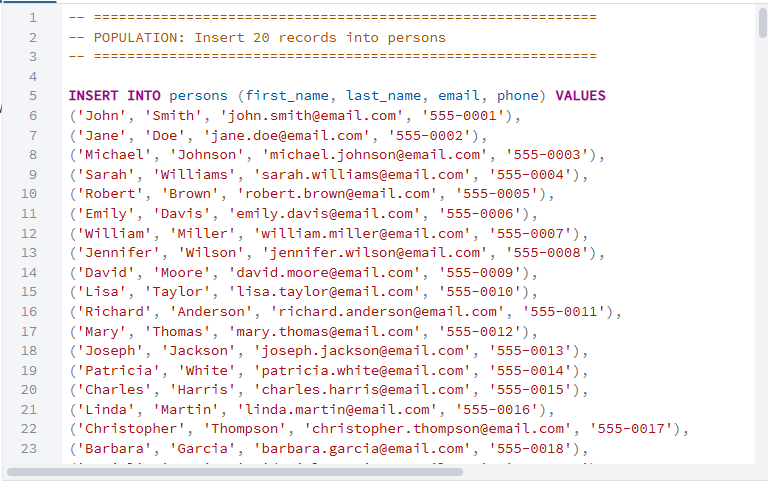 1 -- ============================================================
2 -- POPULATION: Insert 20 records into persons
3 -- ============================================================
4
5 INSERT INTO persons (first_name, last_name, email, phone) VALUES
6 ('John', 'Smith', 'john.smith@email.com', '555-0001'),
7 ('Jane', 'Doe', 'jane.doe@email.com', '555-0002'),
8 ('Michael', 'Johnson', 'michael.johnson@email.com', '555-0003'),
9 ('Sarah', 'Williams', 'sarah.williams@email.com', '555-0004'),
10 ('Robert', 'Brown', 'robert.brown@email.com', '555-0005'),
11 ('Emily', 'Davis', 'emily.davis@email.com', '555-0006'),
12 ('William', 'Miller', 'william.miller@email.com', '555-0007'),
13 ('Jennifer', 'Wilson', 'jennifer.wilson@email.com', '555-0008'),
14 ('David', 'Moore', 'david.moore@email.com', '555-0009'),
15 ('Lisa', 'Taylor', 'lisa.taylor@email.com', '555-0010'),
16 ('Richard', 'Anderson', 'richard.anderson@email.com', '555-0011'),
17 ('Mary', 'Thomas', 'mary.thomas@email.com', '555-0012'),
18 ('Joseph', 'Jackson', 'joseph.jackson@email.com', '555-0013'),
19 ('Patricia', 'White', 'patricia.white@email.com', '555-0014'),
20 ('Charles', 'Harris', 'charles.harris@email.com', '555-0015'),
21 ('Linda', 'Martin', 'linda.martin@email.com', '555-0016'),
22 ('Christopher', 'Thompson', 'christopher.thompson@email.com', '555-0017'),
23 ('Barbara', 'Garcia', 'barbara.garcia@email.com', '555-0018'),